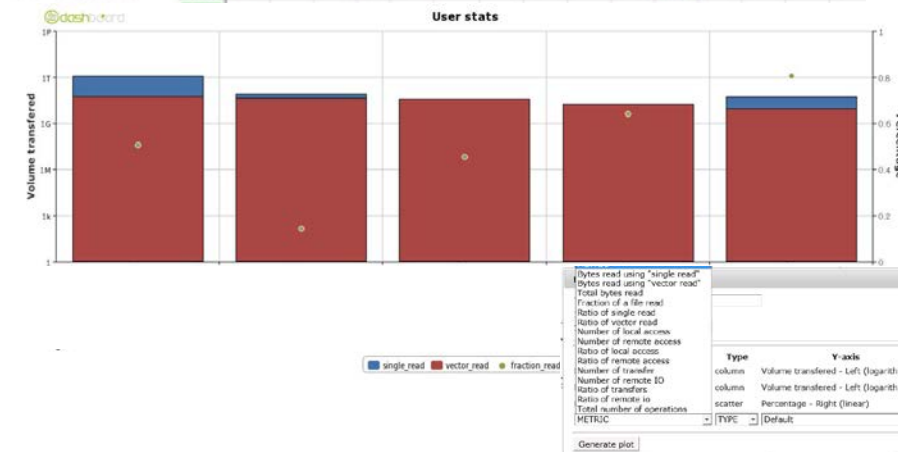 dashboard
User stats
1P
1T
1G
1M
1k
1
Volume transfered
1
0.8
0.6
0.4
0.2
0
single_read vector_read fraction_read
Bytes read using "single read"
Bytes read using "vector read"
Total bytes read
Fraction of a file read
Ratio of single read
Ratio of vector read
Number of local access
Number of remote access
Ratio of local access
Ratio of remote access
Number of transfer
Number of remote IO
Ratio of transfers
Ratio of remote io
Total number of operations
METRIC TYPE Default
Type Y-axis
column Volume transfered - Left (logarith
column Volume transfered - Left (logarith
scatter Percentage - Right (linear)
Generate plot